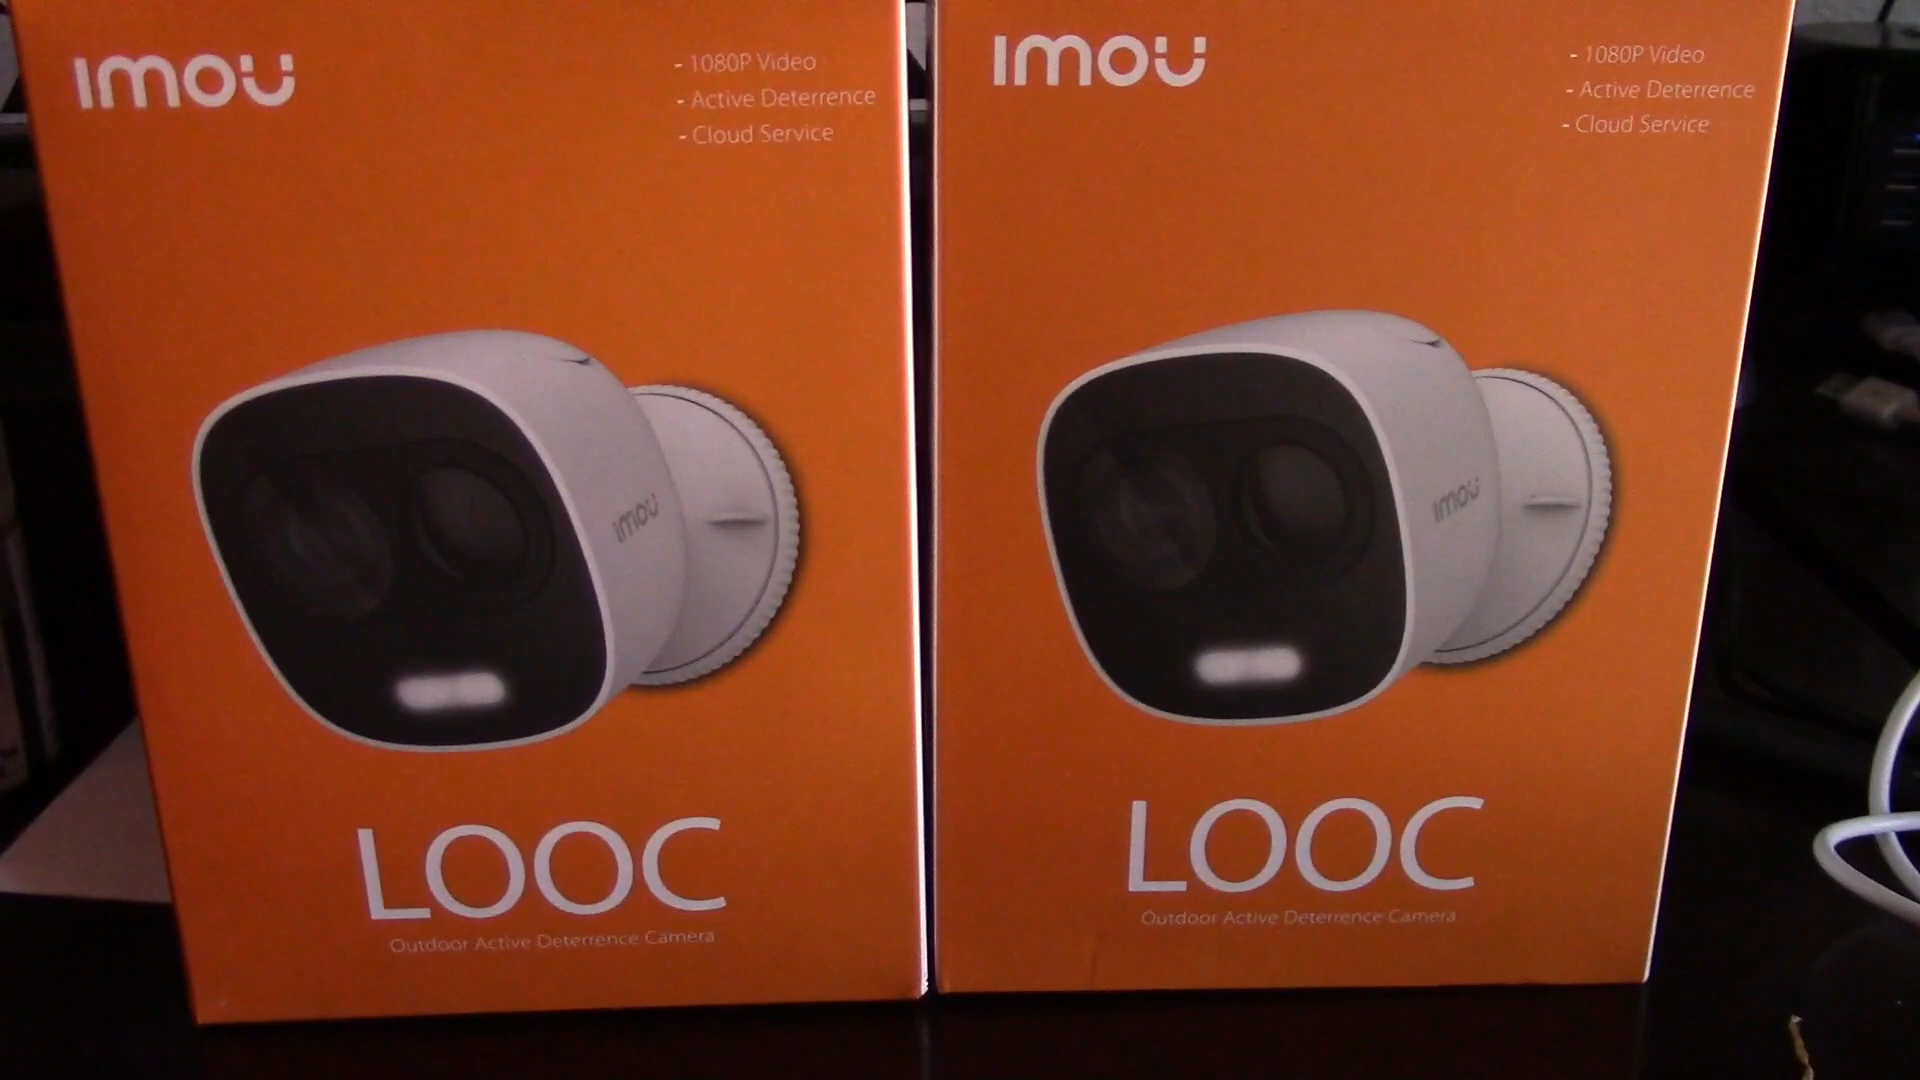 imou
- 1080P Video
- Active Deterrence
- Cloud Service
imou
LOOC
Outdoor Active Deterrence Camera
imou
- 1080P Video
- Active Deterrence
- Cloud Service
imou
LOOC
Outdoor Active Deterrence Camera